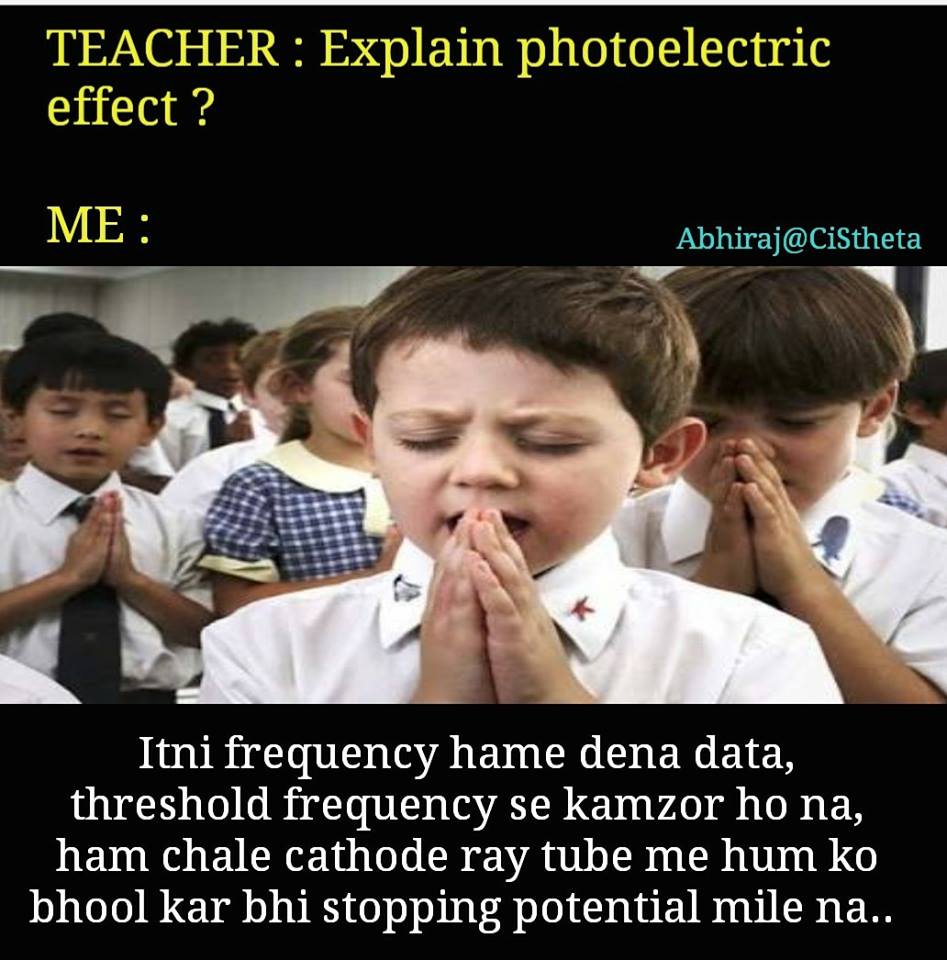 TEACHER : Explain photoelectric
effect ?
ME :
Abhiraj@CiStheta
Itni frequency hame dena data,
threshold frequency se kamzor ho na,
ham chale cathode ray tube me hum ko
bhool kar bhi stopping potential mile na..